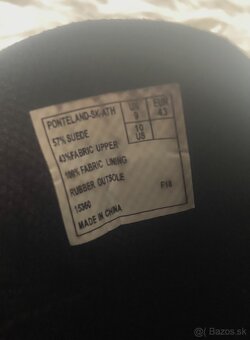 PONTELAND-SK-ATH
UK EUR
9 43
57% SUEDE
10
43% FABRIC UPPER
US
100% FABRIC LINING
RUBBER OUTSOLE
15360 F18
MADE IN CHINA
Bazos.sk